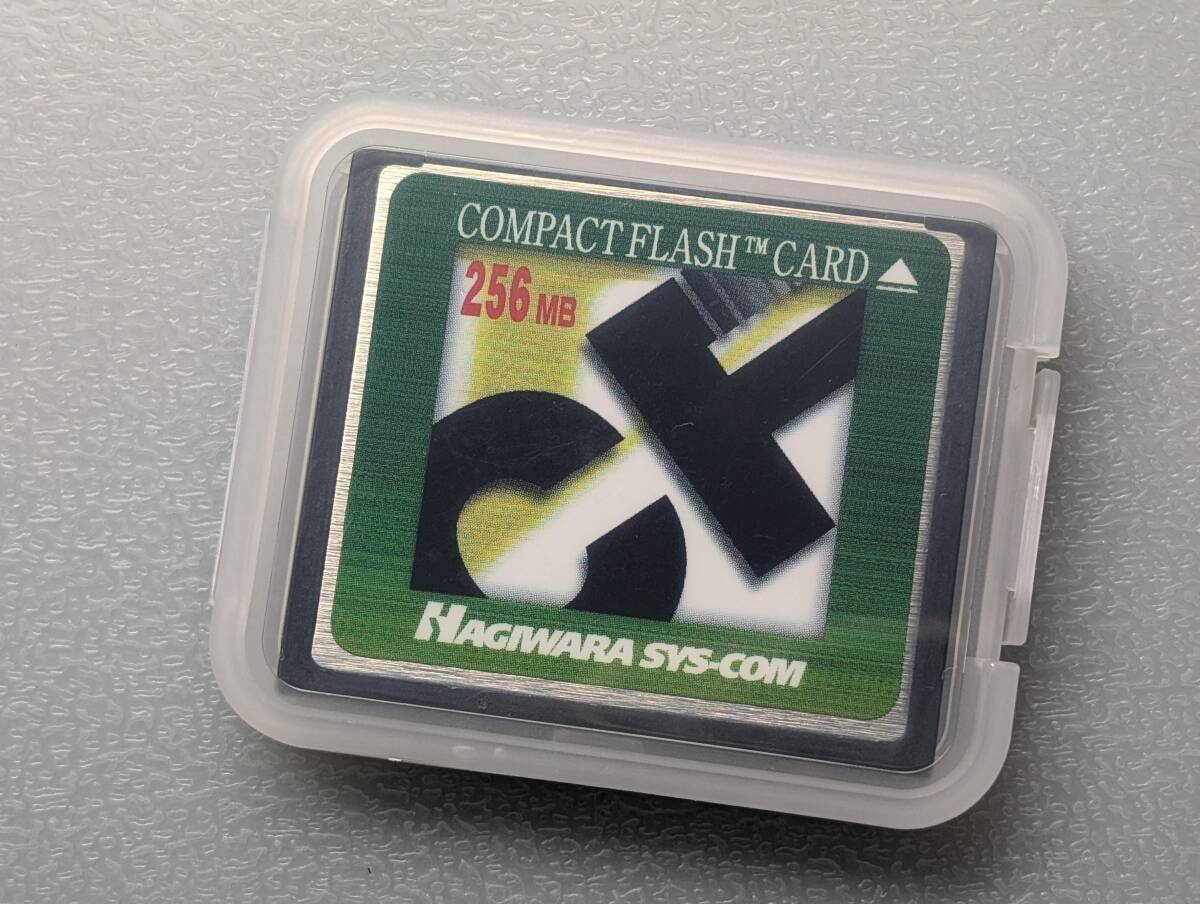 COMPACT FLASH™ CARD
256 MB
HAGIWARA SYS-COM